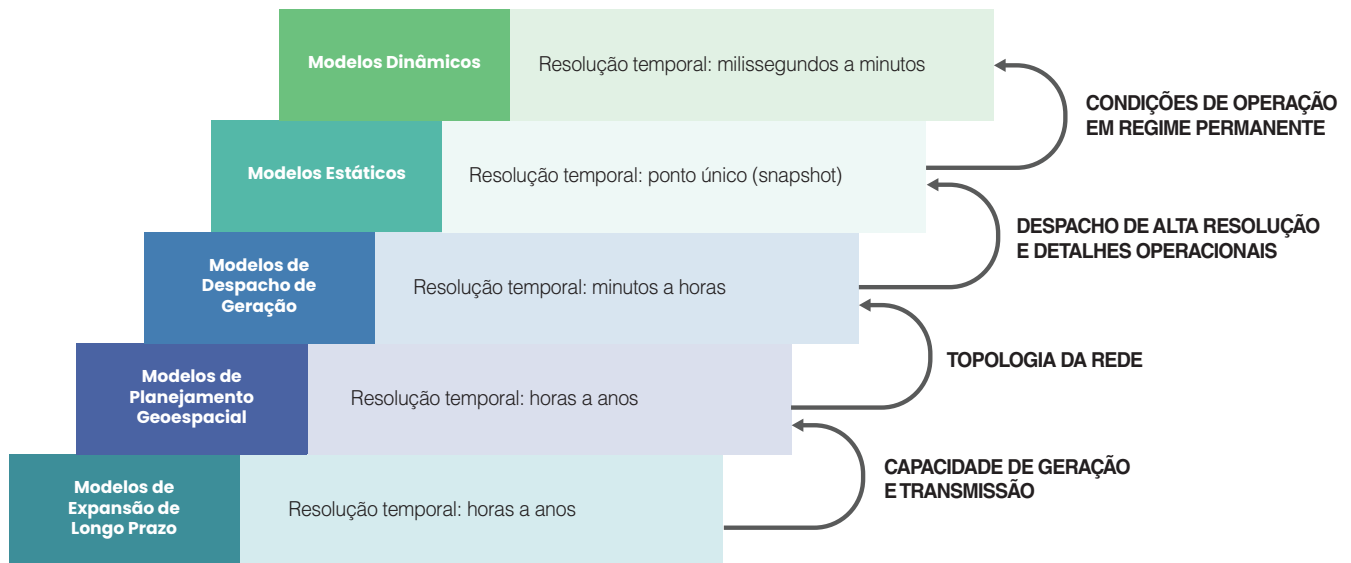 Modelos Dinâmicos
Resolução temporal: milissegundos a minutos
CONDIÇÕES DE OPERAÇÃO
EM REGIME PERMANENTE
Modelos Estáticos
Resolução temporal: ponto único (snapshot)
DESPACHO DE ALTA RESOLUÇÃO
E DETALHES OPERACIONAIS
Modelos de
Despacho de
Geração
Resolução temporal: minutos a horas
TOPOLOGIA DA REDE
Modelos de
Planejamento
Geoespacial
Resolução temporal: horas a anos
CAPACIDADE DE GERAÇÃO
E TRANSMISSÃO
Modelos de
Expansão de
Longo Prazo
Resolução temporal: horas a anos